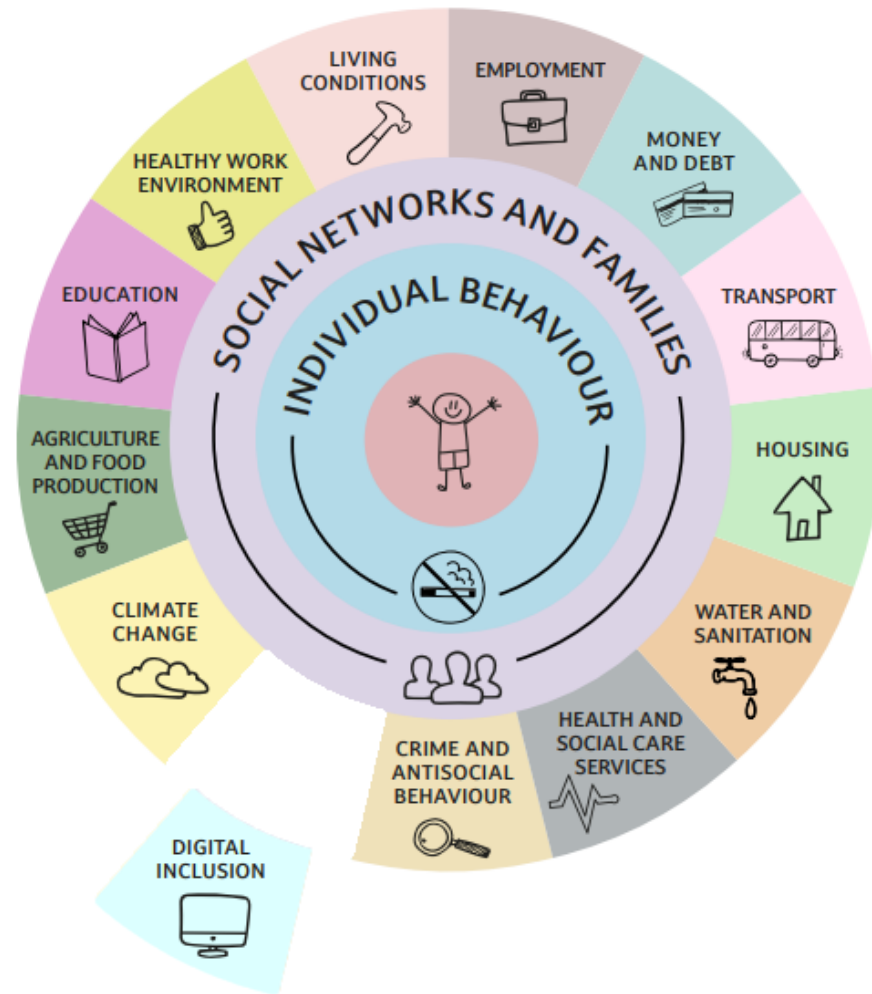 LIVING
CONDITIONS
EMPLOYMENT
MONEY
AND DEBT
TRANSPORT
HOUSING
WATER AND
SANITATION
HEALTH AND
SOCIAL CARE
SERVICES
CRIME AND
ANTISOCIAL
BEHAVIOUR
DIGITAL
INCLUSION
CLIMATE
CHANGE
AGRICULTURE
AND FOOD
PRODUCTION
EDUCATION
HEALTHY WORK
ENVIRONMENT
SOCIAL NETWORKS AND FAMILIES
INDIVIDUAL BEHAVIOUR